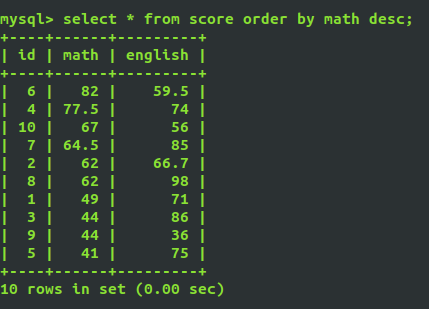 mysql> select * from score order by math desc;
+----+------+---------+
| id | math | english |
+----+------+---------+
|  6 |   82 |    59.5 |
|  4 | 77.5 |      74 |
| 10 |   67 |      56 |
|  7 | 64.5 |      85 |
|  2 |   62 |    66.7 |
|  8 |   62 |      98 |
|  1 |   49 |      71 |
|  3 |   44 |      86 |
|  9 |   44 |      36 |
|  5 |   41 |      75 |
+----+------+---------+
10 rows in set (0.00 sec)